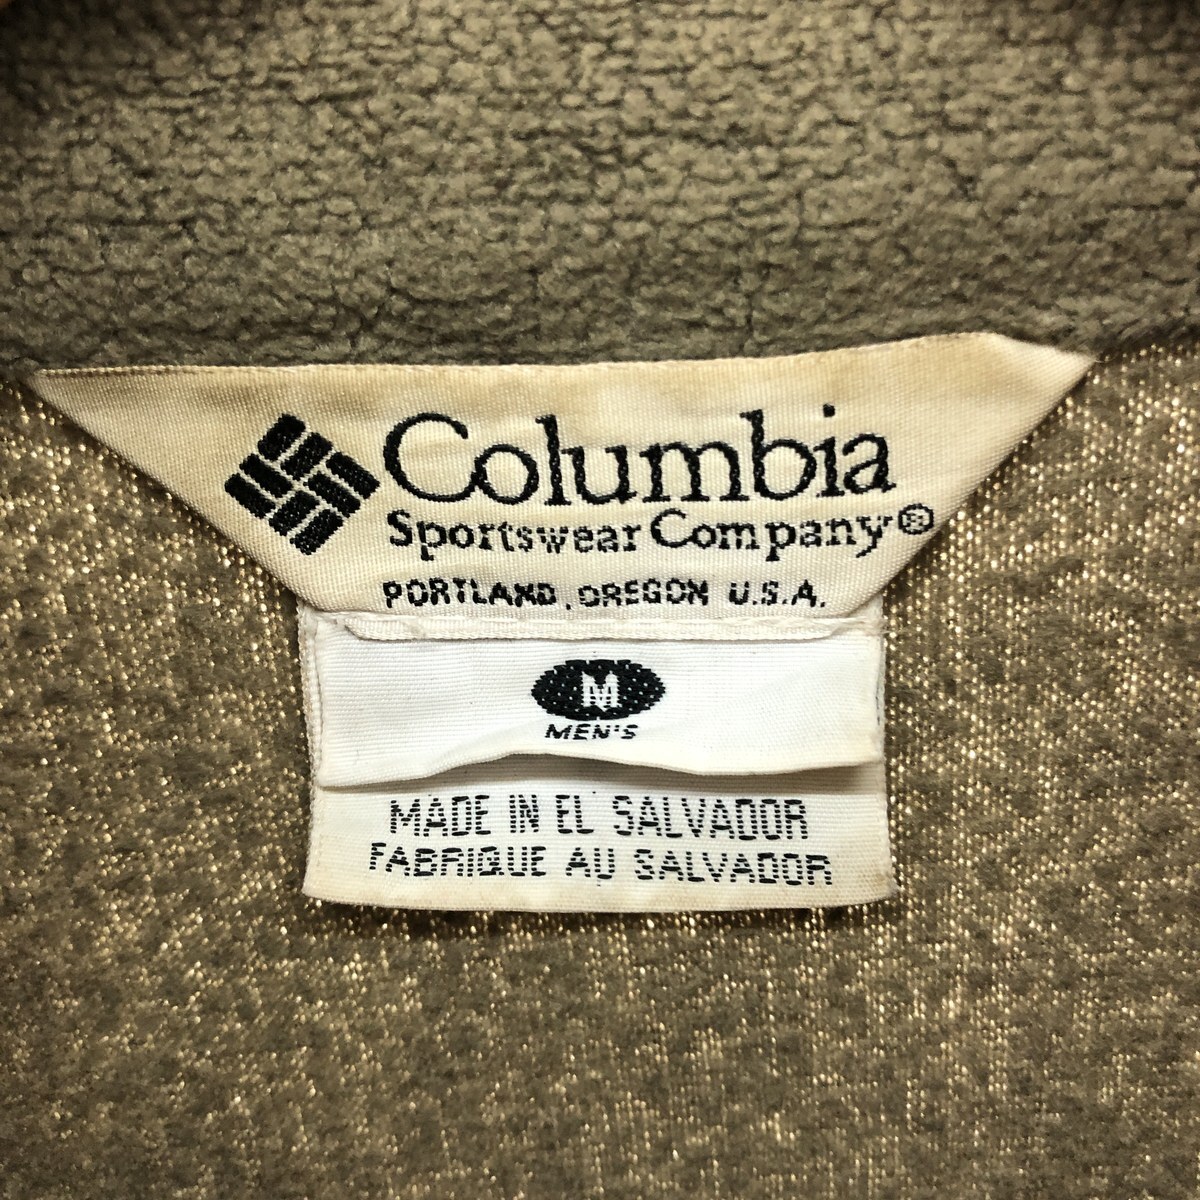 Columbia
Sportswear Company®
PORTLAND, OREGON U.S.A.
M
MEN'S
MADE IN EL SALVADOR
FABRIQUE AU SALVADOR